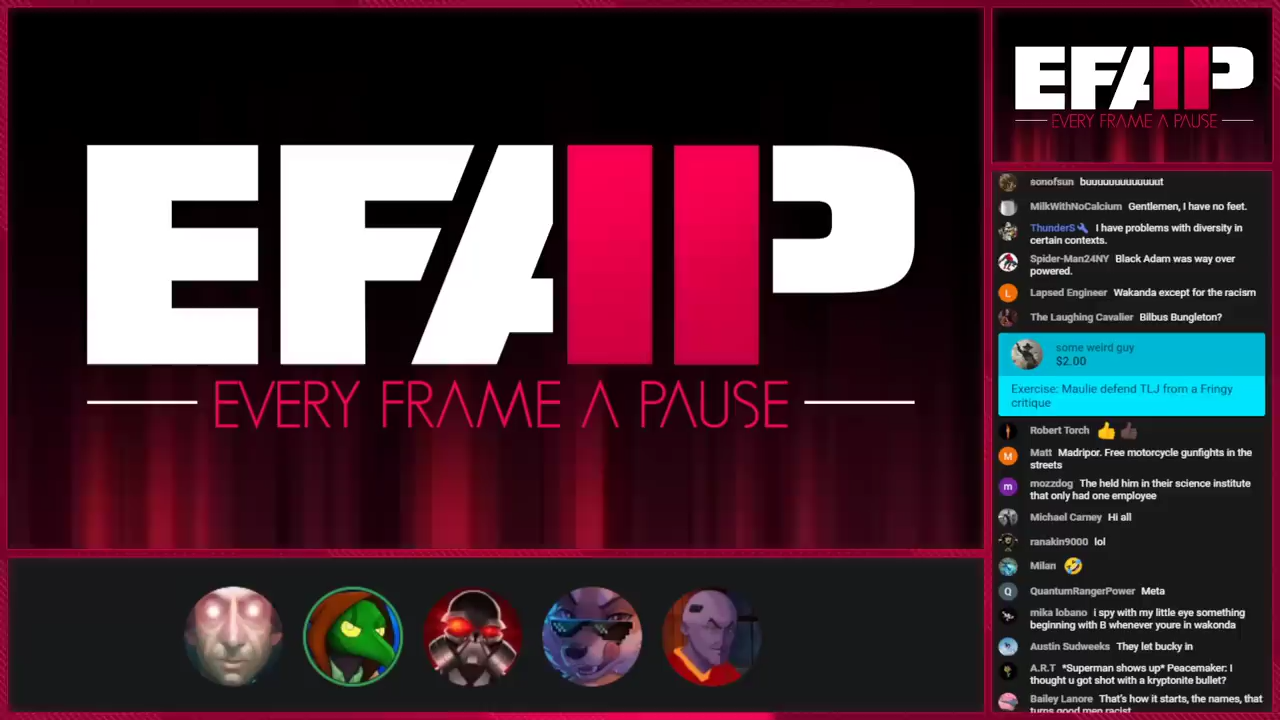 EFAP
EVERY FRAME A PAUSE
EFAP
EVERY FRAME A PAUSE
sonofsun buuuuuuuuuuuuut
MilkWithNoCalcium Gentlemen, I have no feet.
ThunderS I have problems with diversity in
certain contexts.
Spider-Man24NY Black Adam was way over
powered.
L Lapsed Engineer Wakanda except for the racism
The Laughing Cavalier Bilbus Bungleton?
some weird guy
$2.00
Exercise: Maulie defend TLJ from a Fringy
critique
Robert Torch 👍 👍🏿
M Matt Madripor. Free motorcycle gunfights in the
streets
m mozzdog The held him in their science institute
that only had one employee
Michael Carney Hi all
ranakin9000 lol
Milan 🤣
Q QuantumRangerPower Meta
mika lobano i spy with my little eye something
beginning with B whenever youre in wakonda
Austin Sudweeks They let bucky in
A.R.T *Superman shows up* Peacemaker: I
thought u got shot with a kryptonite bullet?
Bailey Lanore That's how it starts, the names, that
turns good men racist